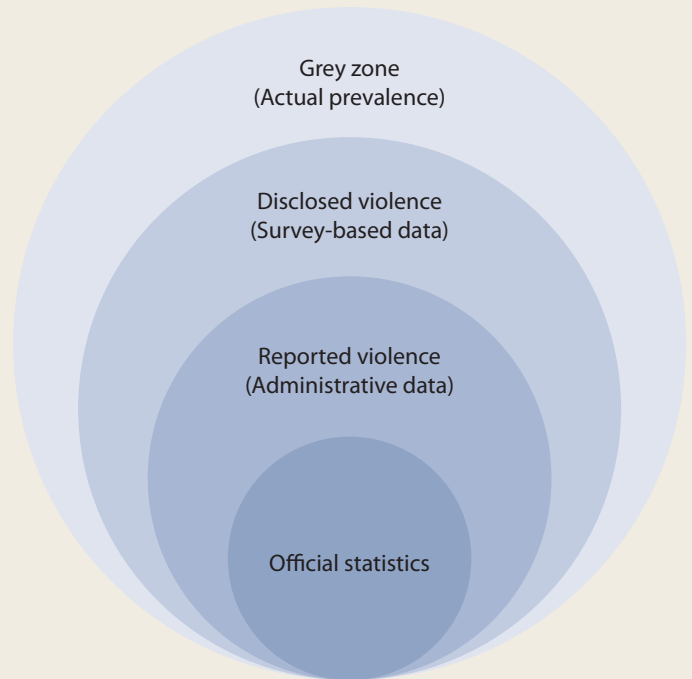 Grey zone
(Actual prevalence)
Disclosed violence
(Survey-based data)
Reported violence
(Administrative data)
Official statistics